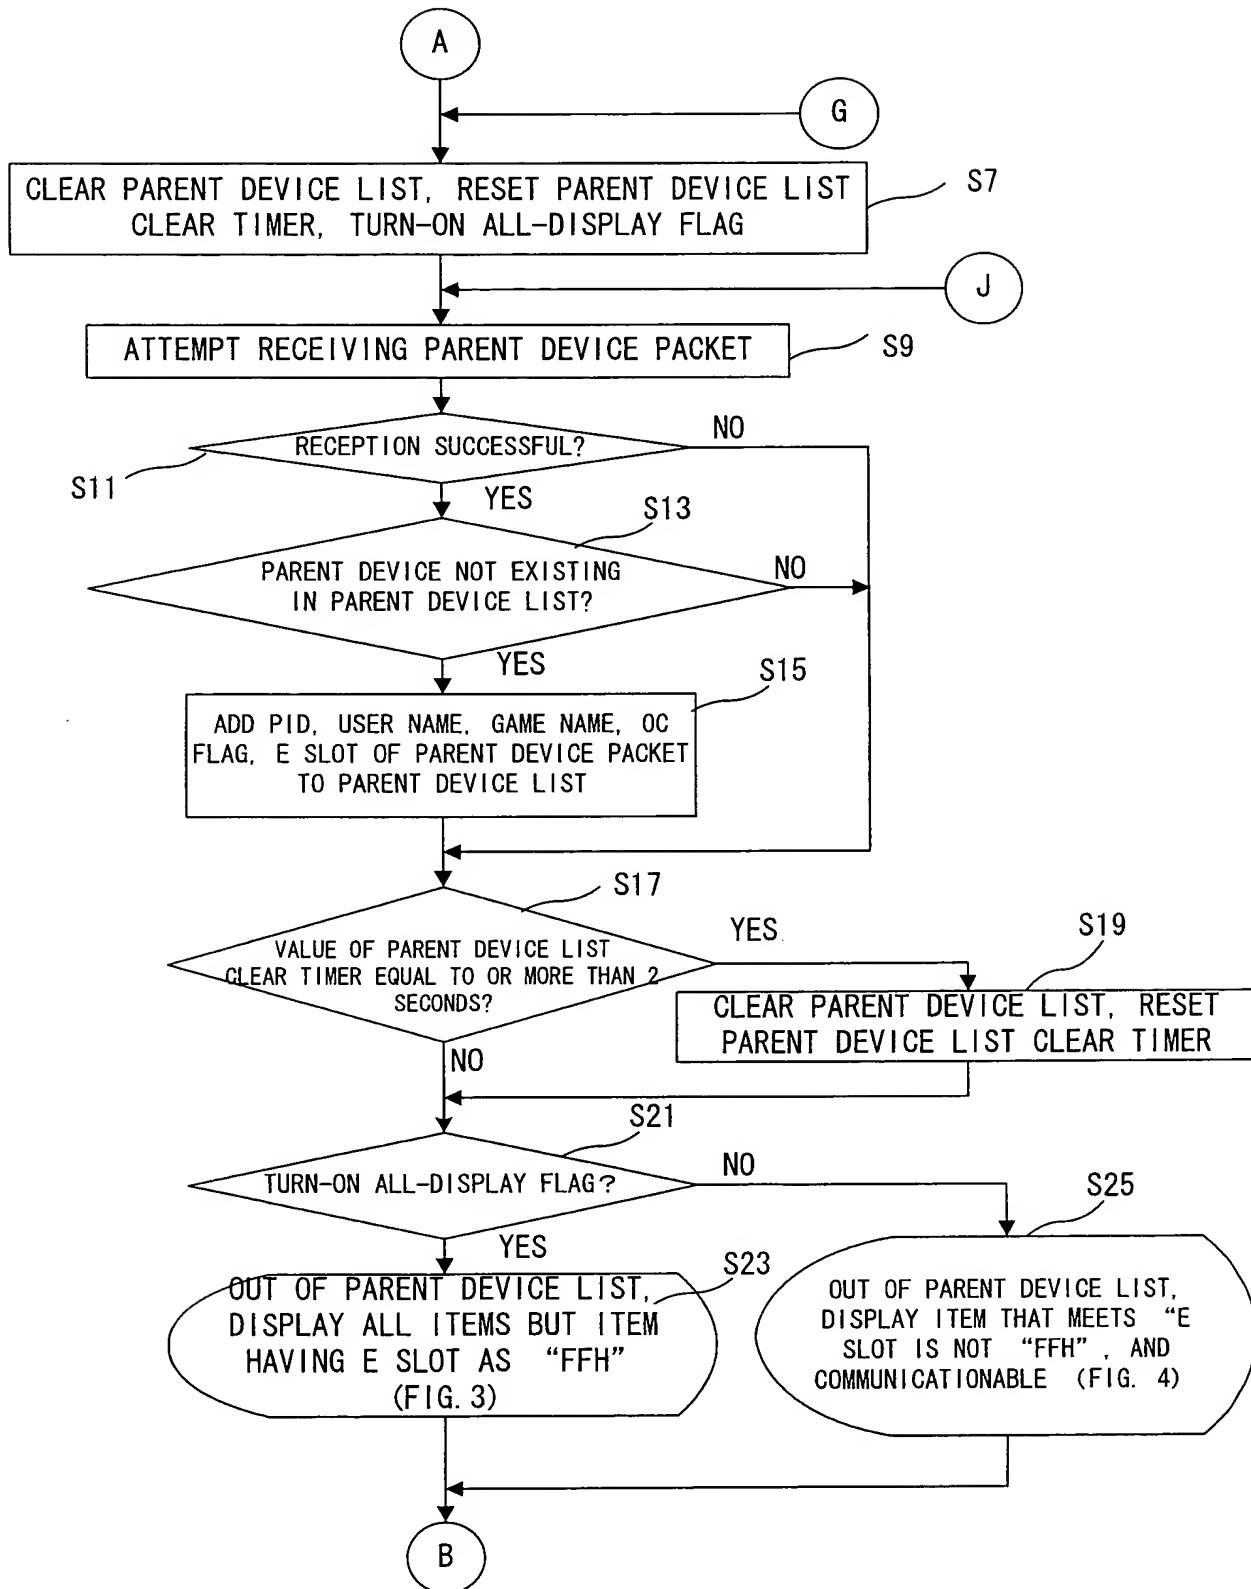 A
G
CLEAR PARENT DEVICE LIST, RESET PARENT DEVICE LIST
CLEAR TIMER, TURN-ON ALL-DISPLAY FLAG
S7
J
ATTEMPT RECEIVING PARENT DEVICE PACKET
S9
RECEPTION SUCCESSFUL?
NO
S11
YES
S13
PARENT DEVICE NOT EXISTING
IN PARENT DEVICE LIST?
NO
YES
S15
ADD PID, USER NAME, GAME NAME, OC
FLAG, E SLOT OF PARENT DEVICE PACKET
TO PARENT DEVICE LIST
S17
VALUE OF PARENT DEVICE LIST
CLEAR TIMER EQUAL TO OR MORE THAN 2
SECONDS?
YES
S19
CLEAR PARENT DEVICE LIST, RESET
PARENT DEVICE LIST CLEAR TIMER
NO
S21
TURN-ON ALL-DISPLAY FLAG?
NO
YES
S23
OUT OF PARENT DEVICE LIST,
DISPLAY ALL ITEMS BUT ITEM
HAVING E SLOT AS “FFH”
(FIG. 3)
S25
OUT OF PARENT DEVICE LIST,
DISPLAY ITEM THAT MEETS “E
SLOT IS NOT “FFH”, AND
COMMUNICATIONABLE (FIG. 4)
B